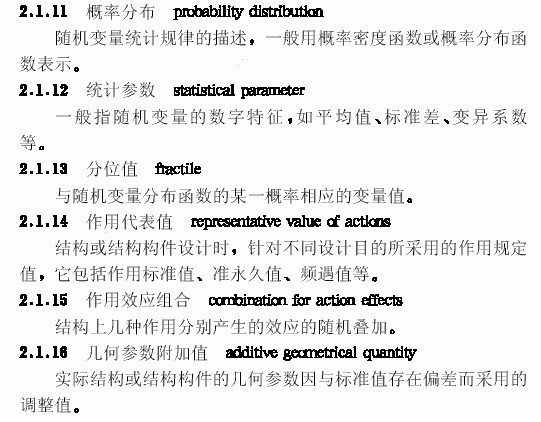 2.1.11 概率分布 probability distribution
随机变量统计规律的描述，一般用概率密度函数或概率分布函
数表示。
2.1.12 统计参数 statistical parameter
一般指随机变量的数字特征，如平均值、标准差、变异系数
等。
2.1.13 分位值 fractile
与随机变量分布函数的某一概率相应的变量值。
2.1.14 作用代表值 representative value of actions
结构或结构构件设计时，针对不同设计目的所采用的作用规定
值，它包括作用标准值、准永久值、频遇值等。
2.1.15 作用效应组合 combination for action effects
结构上几种作用分别产生的效应的随机叠加。
2.1.16 几何参数附加值 additive geometrical quantity
实际结构或结构构件的几何参数因与标准值存在偏差而采用的
调整值。